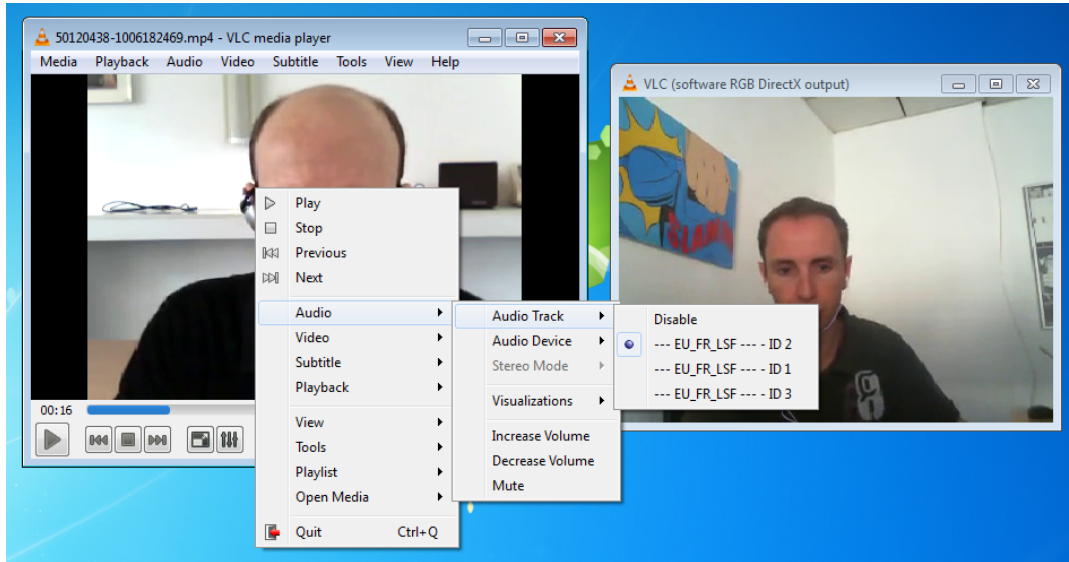 50120438-1006182469.mp4 - VLC media player
Media Playback Audio Video Subtitle Tools View Help
VLC (software RGB DirectX output)
Play
Stop
Previous
Next
Audio
Video
Subtitle
Playback
View
Tools
Playlist
Open Media
Quit Ctrl+Q
Audio Track
Audio Device
Stereo Mode
Visualizations
Increase Volume
Decrease Volume
Mute
Disable
--- EU_FR_LSF --- - ID 2
--- EU_FR_LSF --- - ID 1
--- EU_FR_LSF --- - ID 3
00:16